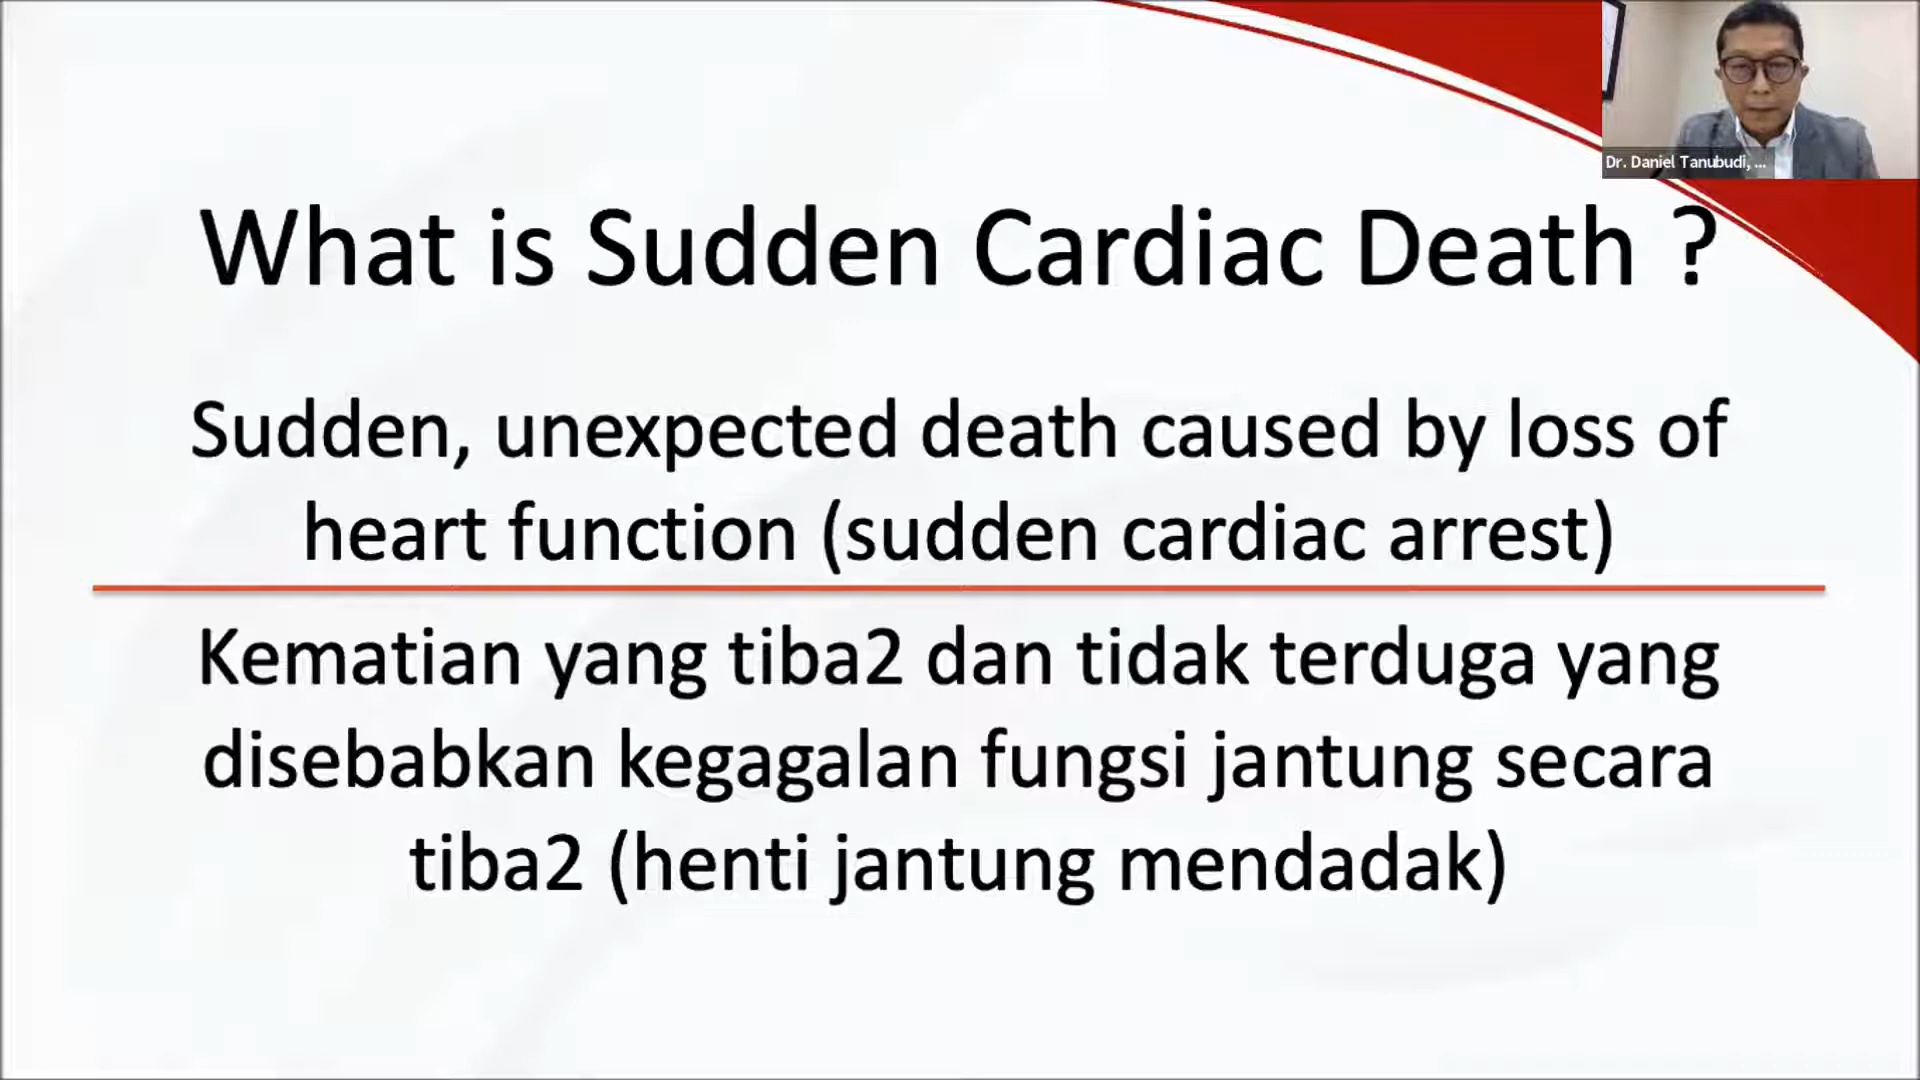 Dr. Daniel Tanubudi, ...
What is Sudden Cardiac Death ?
Sudden, unexpected death caused by loss of
heart function (sudden cardiac arrest)
Kematian yang tiba2 dan tidak terduga yang
disebabkan kegagalan fungsi jantung secara
tiba2 (henti jantung mendadak)